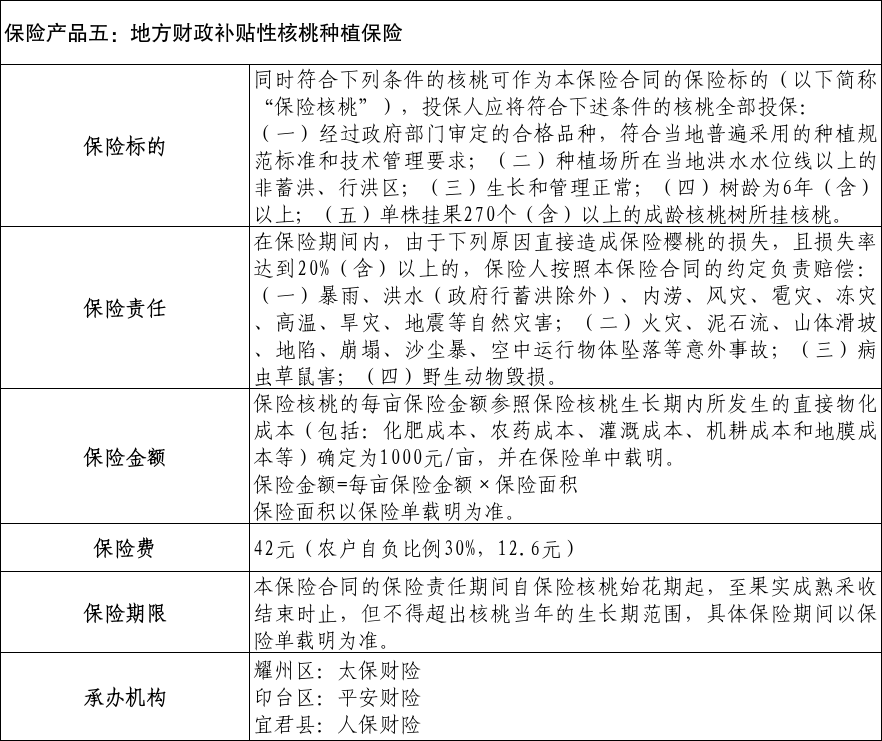 保险产品五：地方财政补贴性核桃种植保险
保险标的
同时符合下列条件的核桃可作为本保险合同的保险标的（以下简称
“保险核桃”），投保人应将符合下述条件的核桃全部投保：
（一）经过政府部门审定的合格品种，符合当地普遍采用的种植规
范标准和技术管理要求；（二）种植场所在当地洪水水位线以上的
非蓄洪、行洪区；（三）生长和管理正常；（四）树龄为6年（含）
以上；（五）单株挂果270个（含）以上的成龄核桃树所挂核桃。
保险责任
在保险期间内，由于下列原因直接造成保险樱桃的损失，且损失率
达到20%（含）以上的，保险人按照本保险合同的约定负责赔偿：
（一）暴雨、洪水（政府行蓄洪除外）、内涝、风灾、雹灾、冻灾
、高温、旱灾、地震等自然灾害；（二）火灾、泥石流、山体滑坡
、地陷、崩塌、沙尘暴、空中运行物体坠落等意外事故；（三）病
虫草鼠害；（四）野生动物毁损。
保险金额
保险核桃的每亩保险金额参照保险核桃生长期内所发生的直接物化
成本（包括：化肥成本、农药成本、灌溉成本、机耕成本和地膜成
本等）确定为1000元/亩，并在保险单中载明。
保险金额=每亩保险金额×保险面积
保险面积以保险单载明为准。
保险费
42元（农户自负比例30%，12.6元）
保险期限
本保险合同的保险责任期间自保险核桃始花期起，至果实成熟采收
结束时止，但不得超出核桃当年的生长期范围，具体保险期间以保
险单载明为准。
承办机构
耀州区：太保财险
印台区：平安财险
宜君县：人保财险